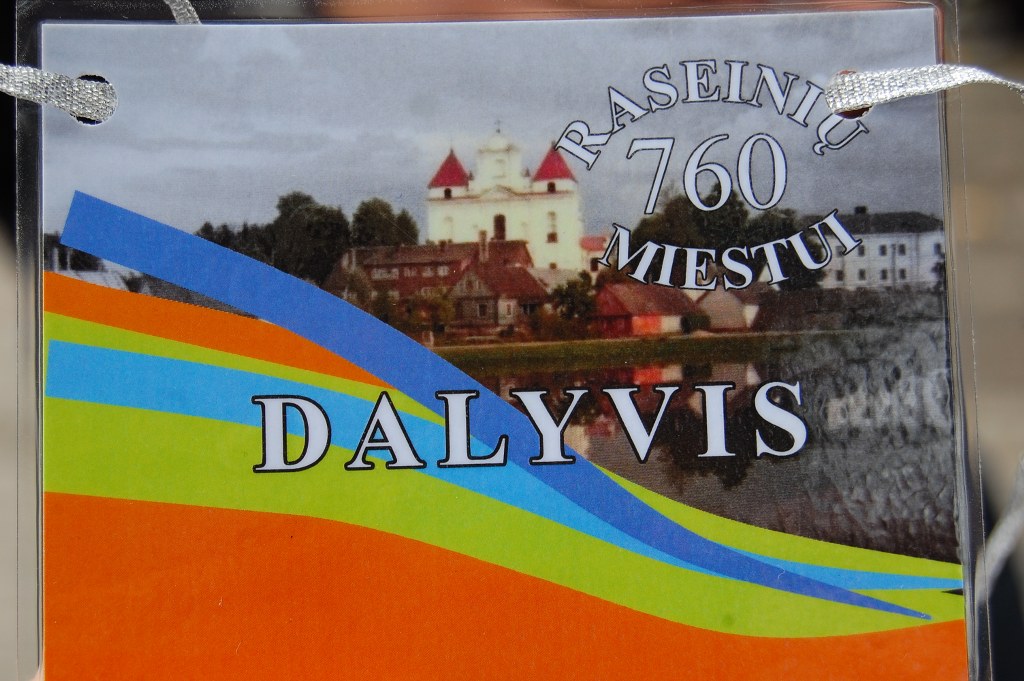 RASEINIŲ
760
MIESTUI
DALYVIS